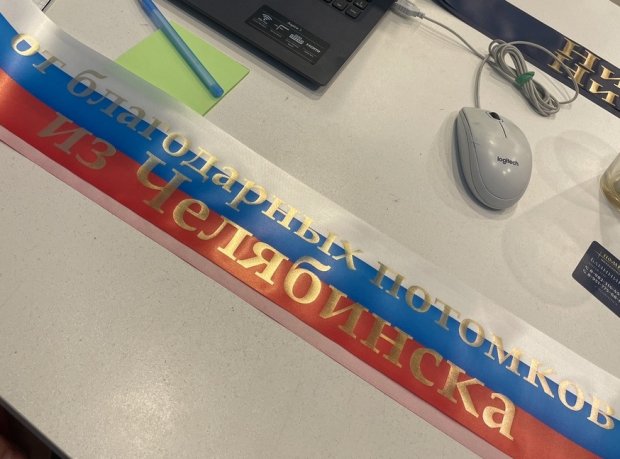 от благодарных потомков
из Челябинска
logitech